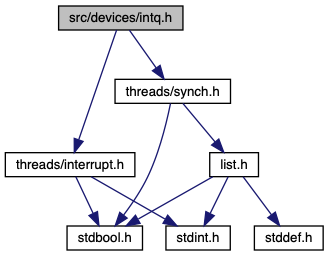 src/devices/intq.h
threads/synch.h
threads/interrupt.h
list.h
stdbool.h
stdint.h
stddef.h